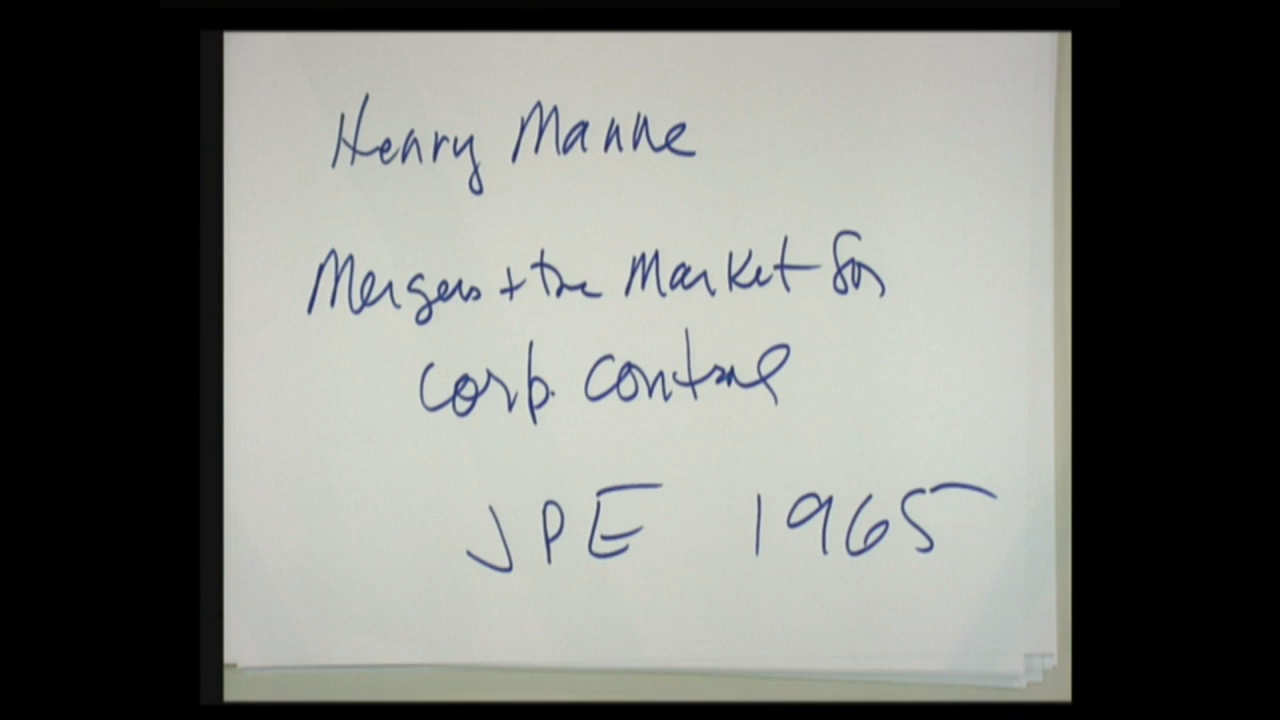 Henry Manne
Mergers + the Market for
Corp. Control
JPE 1965